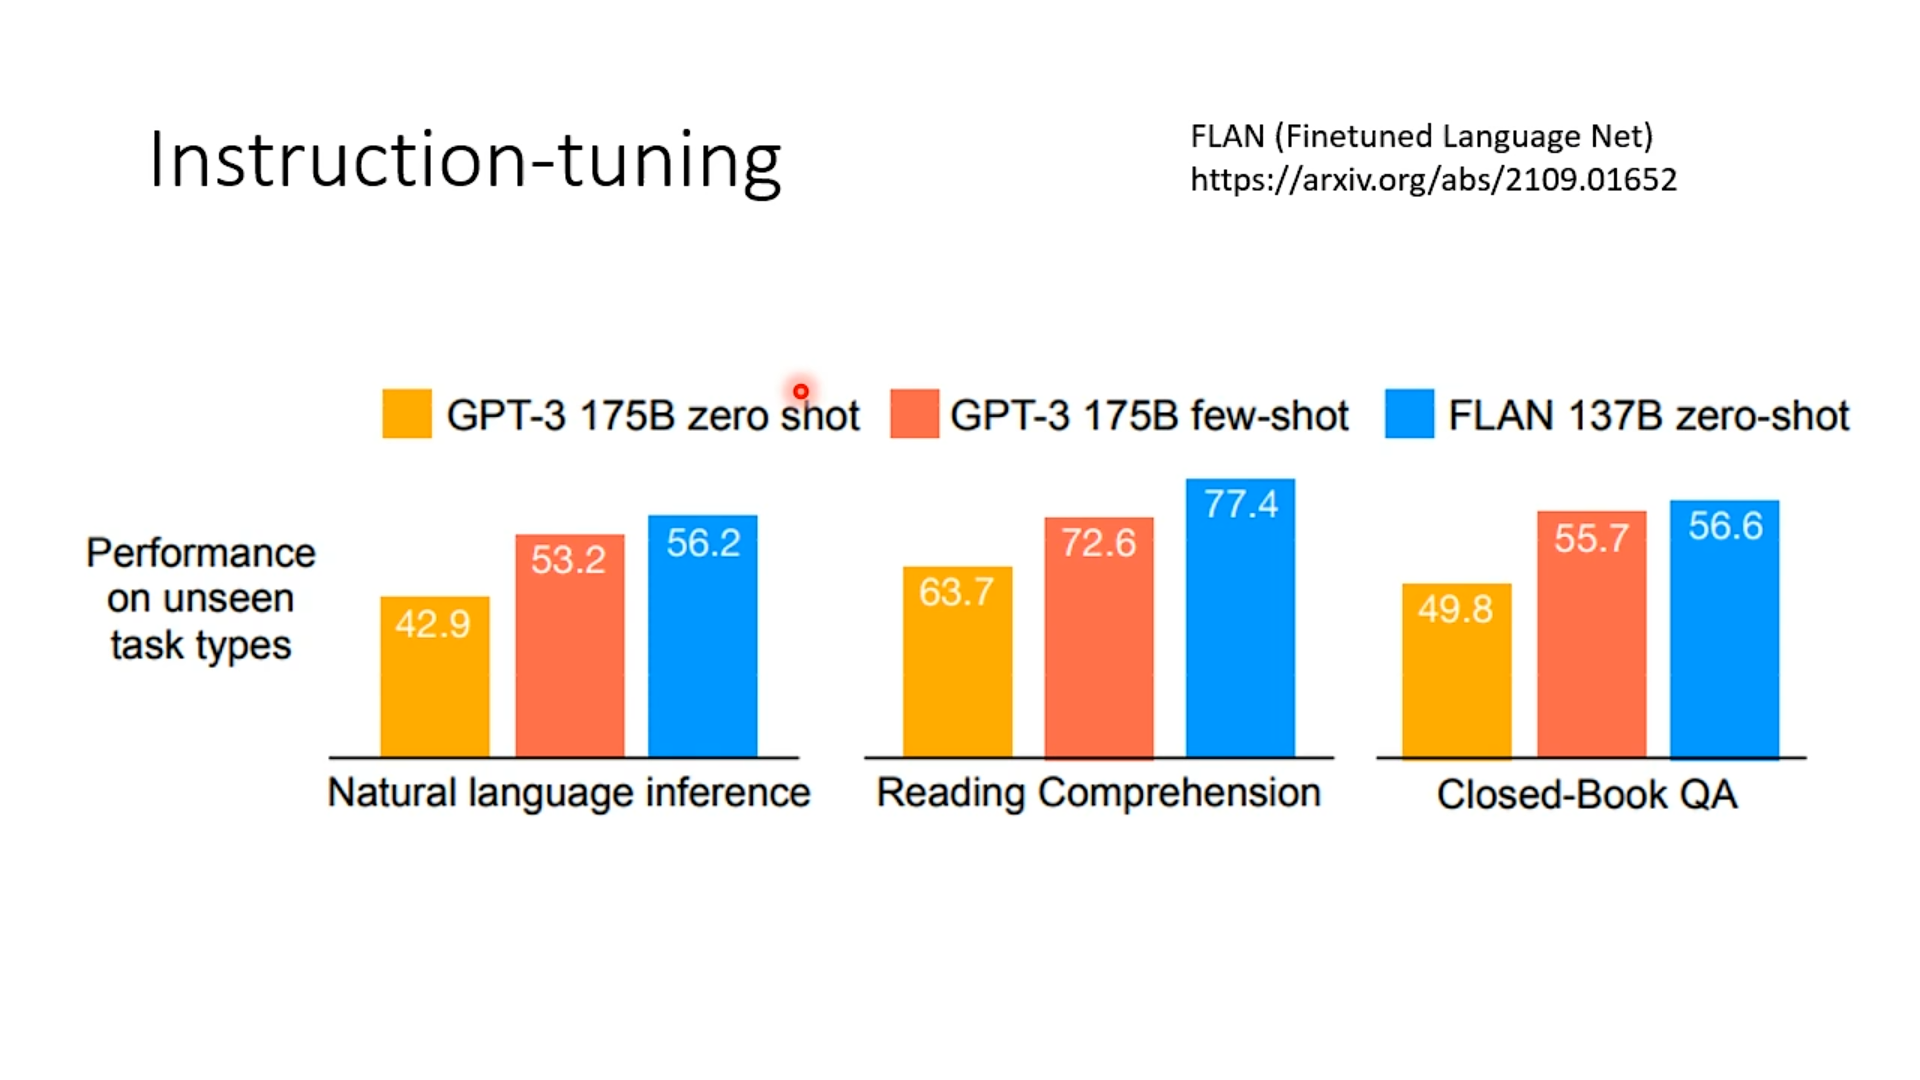 Instruction-tuning
FLAN (Finetuned Language Net)
https://arxiv.org/abs/2109.01652
GPT-3 175B zero shot
GPT-3 175B few-shot
FLAN 137B zero-shot
Performance
on unseen
task types
42.9
53.2
56.2
Natural language inference
63.7
72.6
77.4
Reading Comprehension
49.8
55.7
56.6
Closed-Book QA